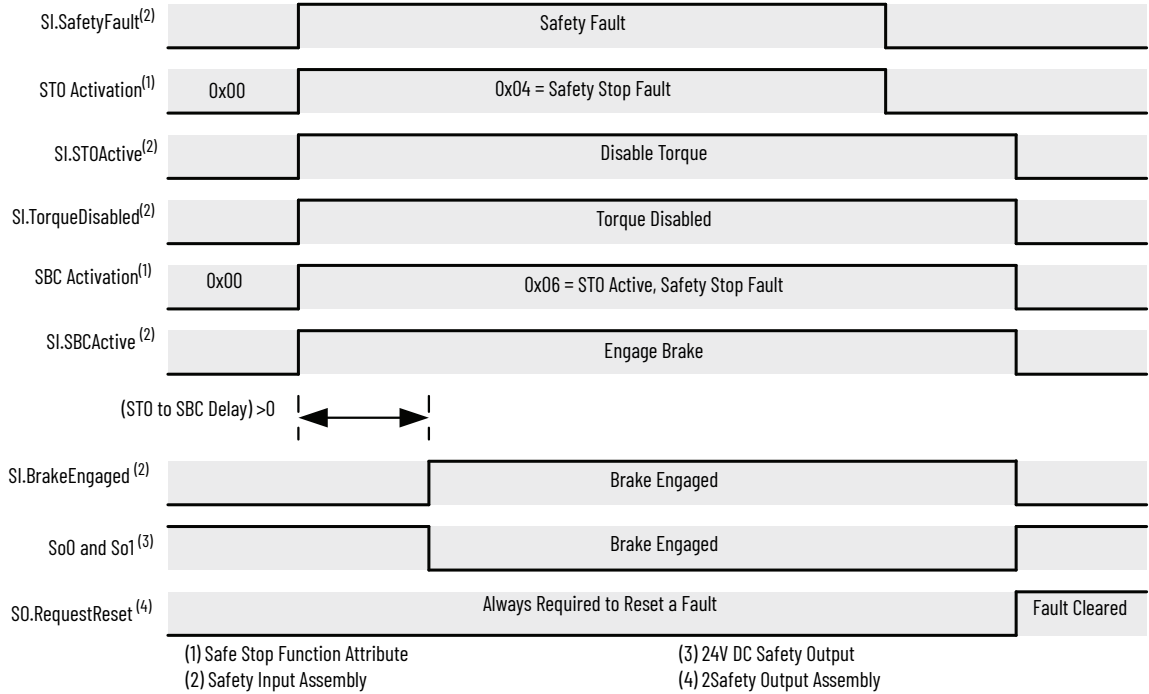 SI.SafetyFault(2) Safety Fault
STO Activation(1) 0x00 0x04 = Safety Stop Fault
SI.STOActive(2) Disable Torque
SI.TorqueDisabled(2) Torque Disabled
SBC Activation(1) 0x00 0x06 = STO Active, Safety Stop Fault
SI.SBCActive (2) Engage Brake
(STO to SBC Delay) >0
SI.BrakeEngaged (2) Brake Engaged
So0 and So1 (3) Brake Engaged
SO.RequestReset (4) Always Required to Reset a Fault Fault Cleared
(1) Safe Stop Function Attribute (3) 24V DC Safety Output
(2) Safety Input Assembly (4) 2Safety Output Assembly